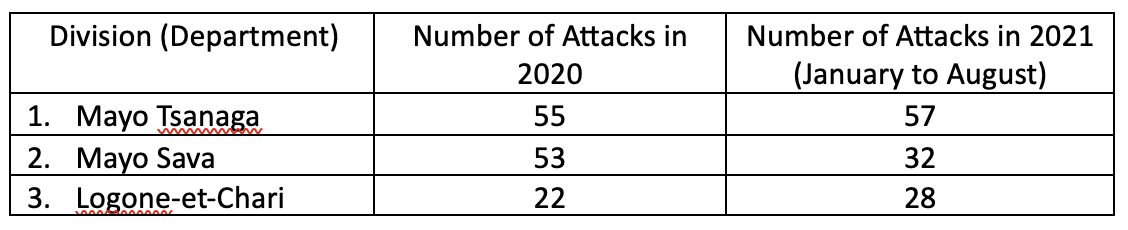 Division (Department) Number of Attacks in 2020 Number of Attacks in 2021 (January to August)
1. Mayo Tsanaga 55 57
2. Mayo Sava 53 32
3. Logone-et-Chari 22 28